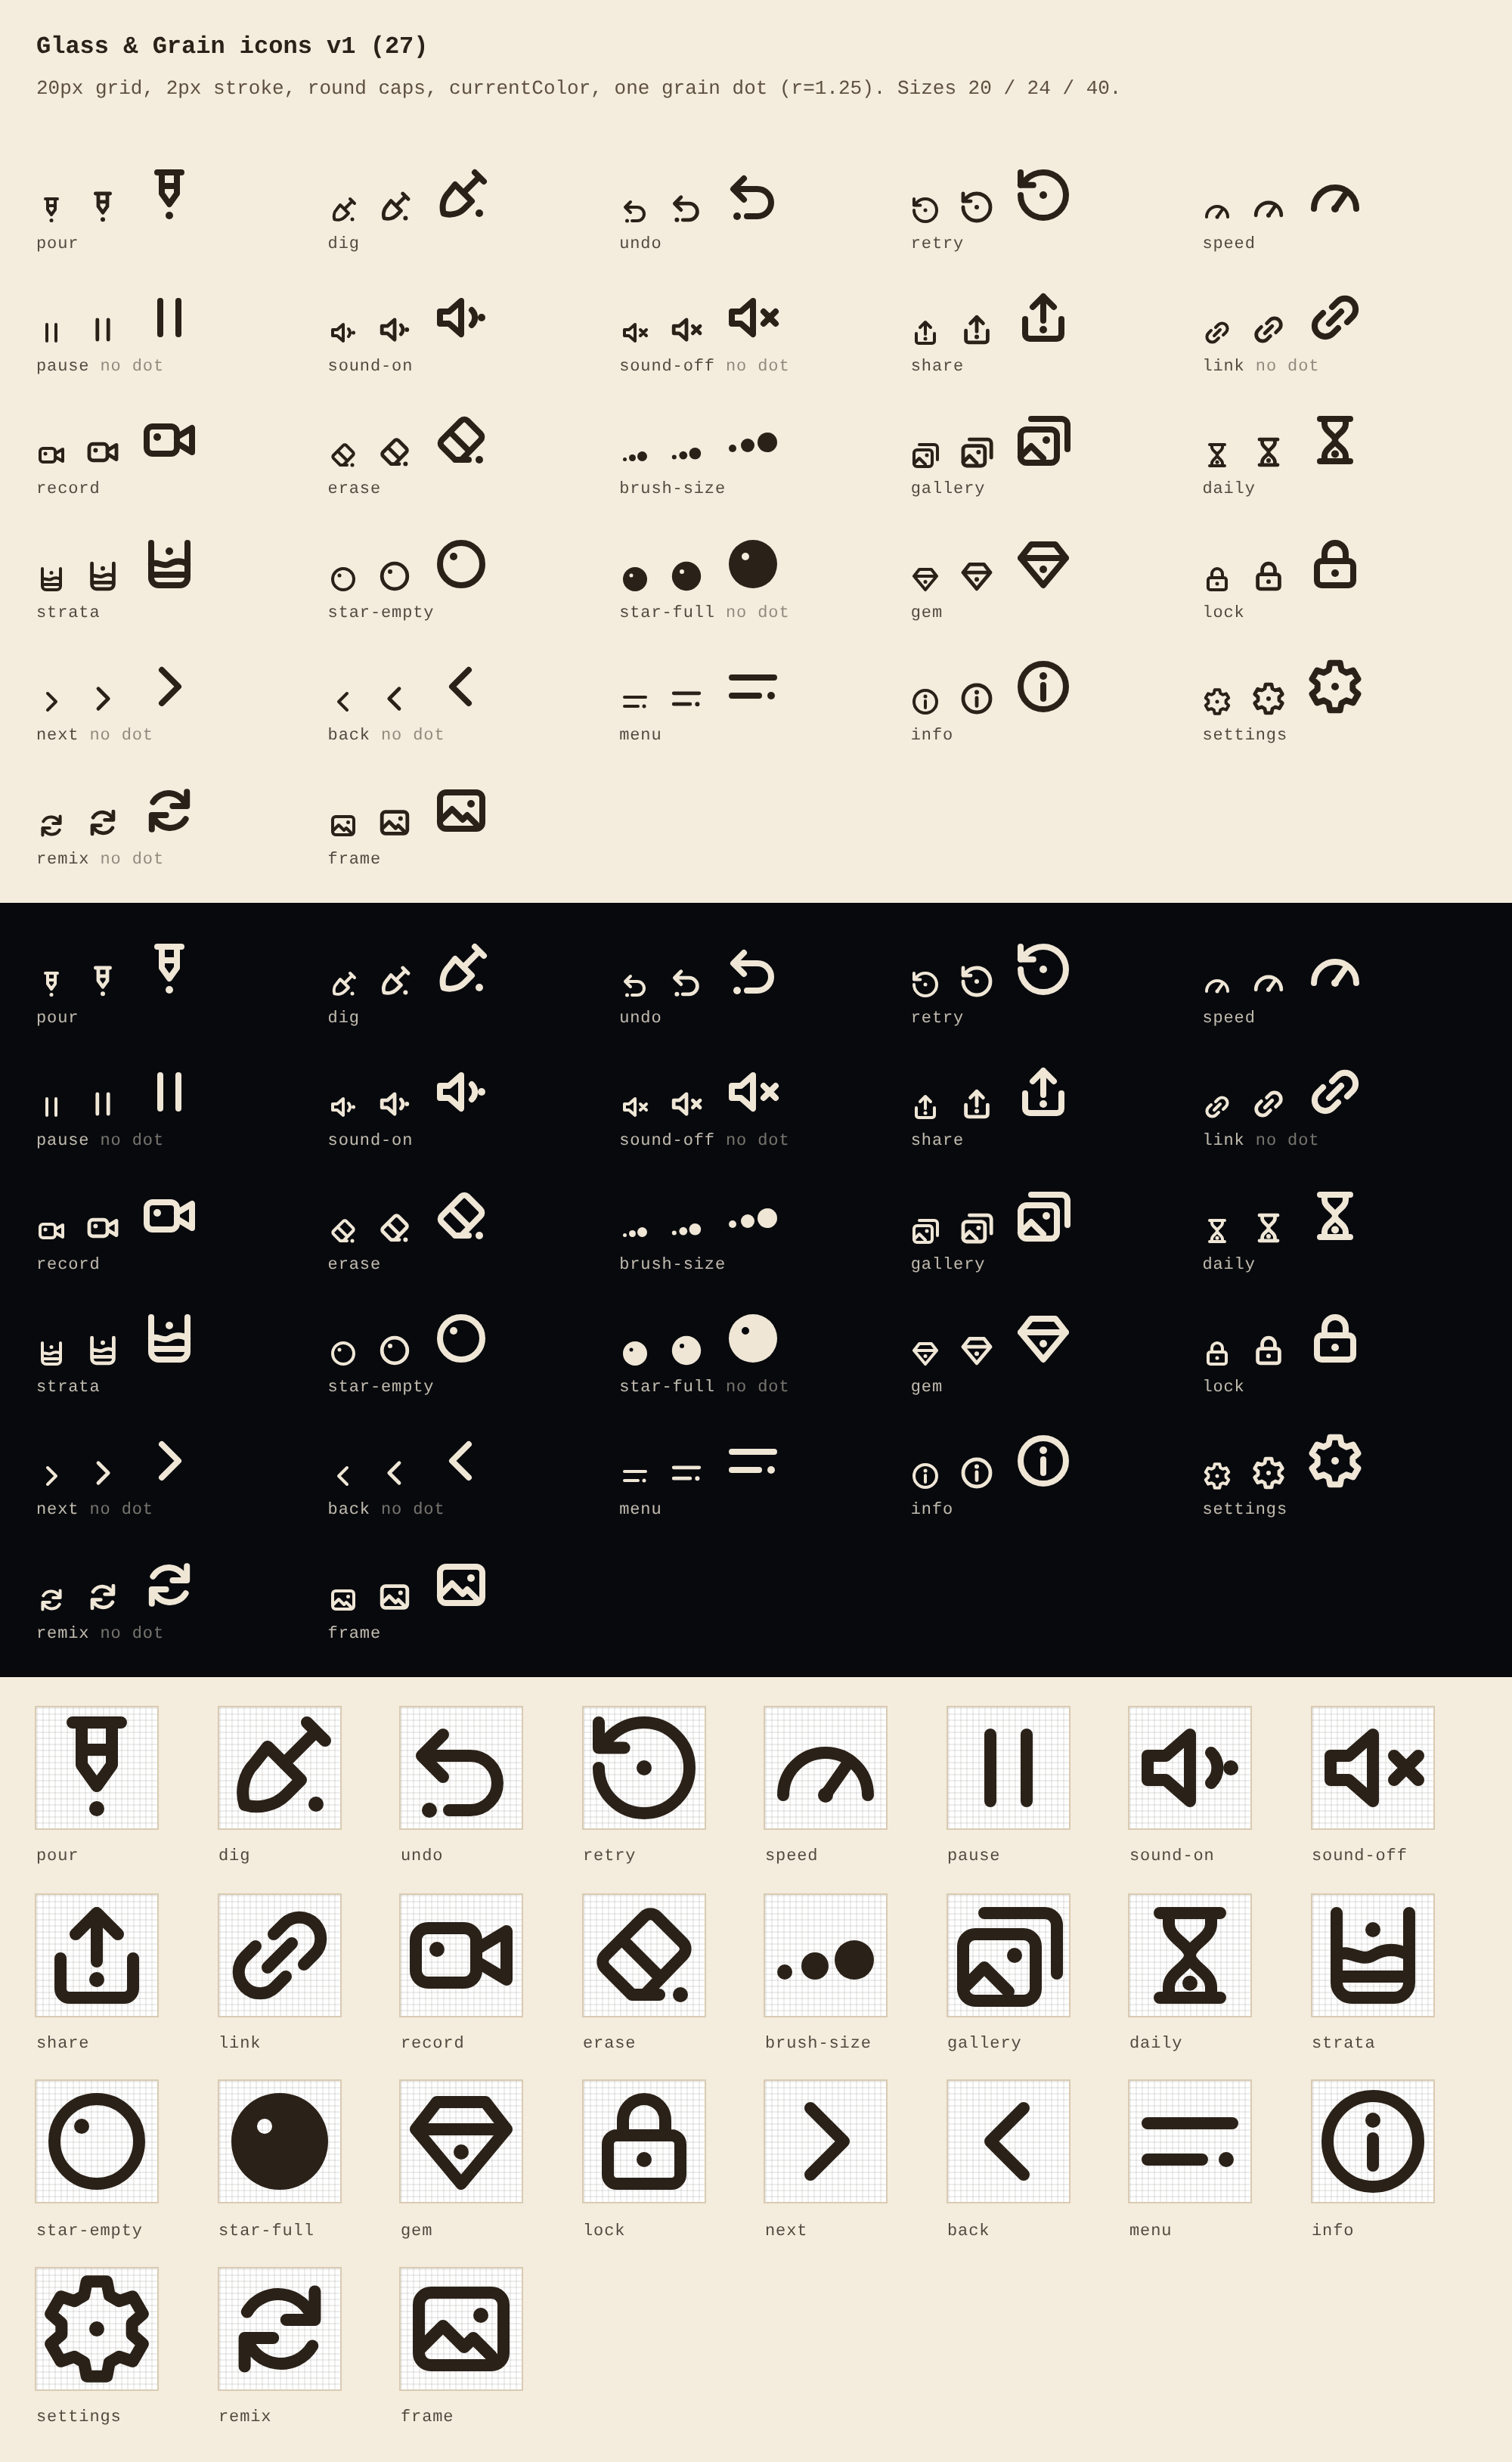 Glass & Grain icons v1 (27)
20px grid, 2px stroke, round caps, currentColor, one grain dot (r=1.25). Sizes 20 / 24 / 40.
pour dig undo retry speed
pause no dot sound-on sound-off no dot share link no dot
record erase brush-size gallery daily
strata star-empty star-full no dot gem lock
next no dot back no dot menu info settings
remix no dot frame
pour dig undo retry speed
pause no dot sound-on sound-off no dot share link no dot
record erase brush-size gallery daily
strata star-empty star-full no dot gem lock
next no dot back no dot menu info settings
remix no dot frame
pour dig undo retry speed pause sound-on sound-off
share link record erase brush-size gallery daily strata
star-empty star-full gem lock next back menu info
settings remix frame